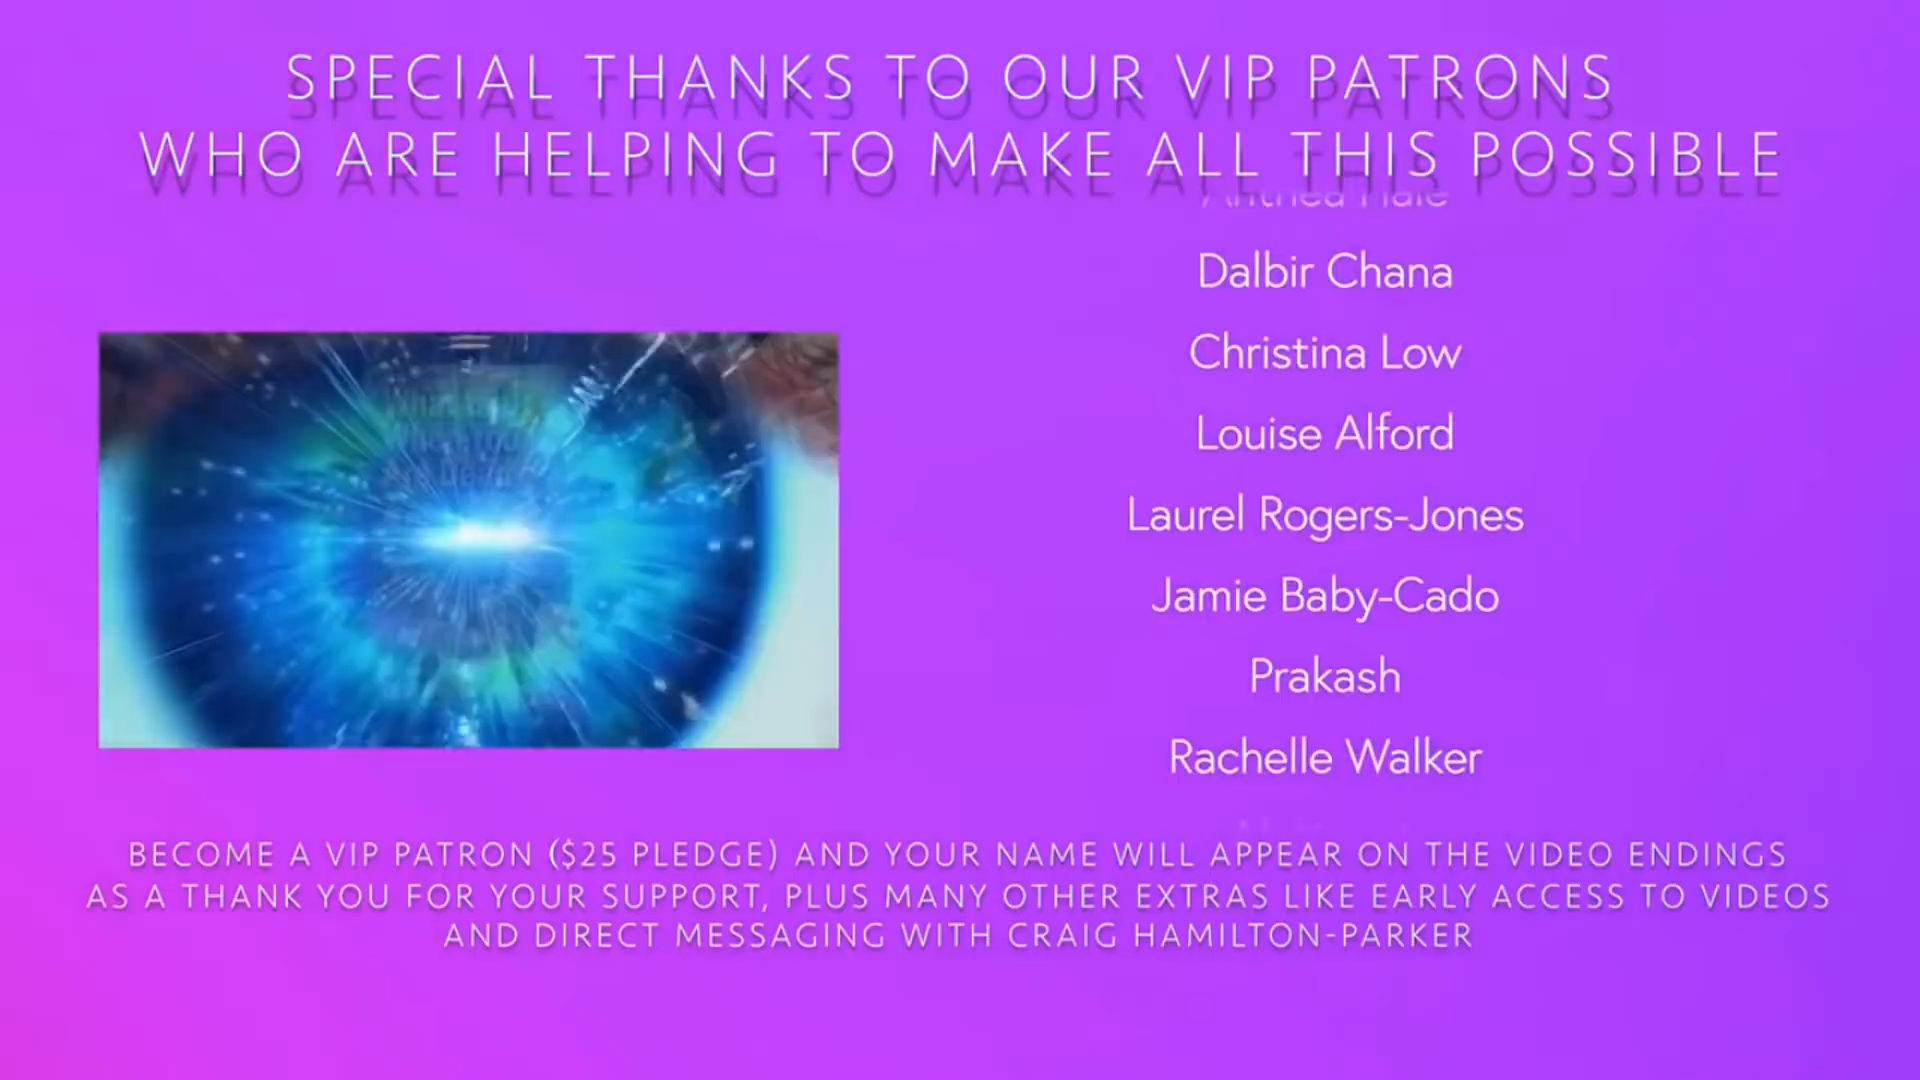 SPECIAL THANKS TO OUR VIP PATRONS
WHO ARE HELPING TO MAKE ALL THIS POSSIBLE
Dalbir Chana
Christina Low
Louise Alford
Laurel Rogers-Jones
Jamie Baby-Cado
Prakash
Rachelle Walker
BECOME A VIP PATRON ($25 PLEDGE) AND YOUR NAME WILL APPEAR ON THE VIDEO ENDINGS
AS A THANK YOU FOR YOUR SUPPORT, PLUS MANY OTHER EXTRAS LIKE EARLY ACCESS TO VIDEOS
AND DIRECT MESSAGING WITH CRAIG HAMILTON-PARKER